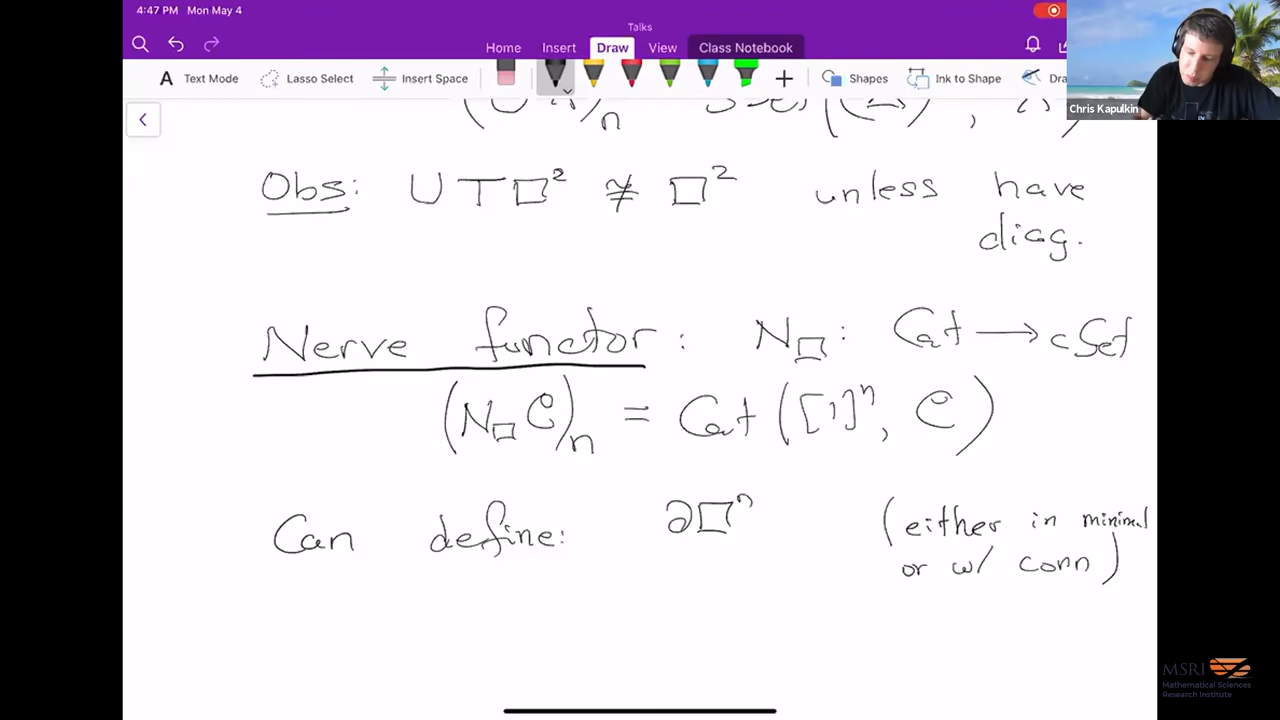 4:47 PM Mon May 4
Talks
Home Insert Draw View Class Notebook
Text Mode Lasso Select Insert Space Shapes Ink to Shape Dra
Chris Kapulkin
Obs: UT□² ≇ □² unless have
diag.
Nerve functor: N□: Cat → cSet
(N□ C)n = Cat([1]ⁿ, C)
Can define: ∂□ⁿ (either in minimal
or w/ conn)
MSRI
Mathematical Sciences
Research Institute